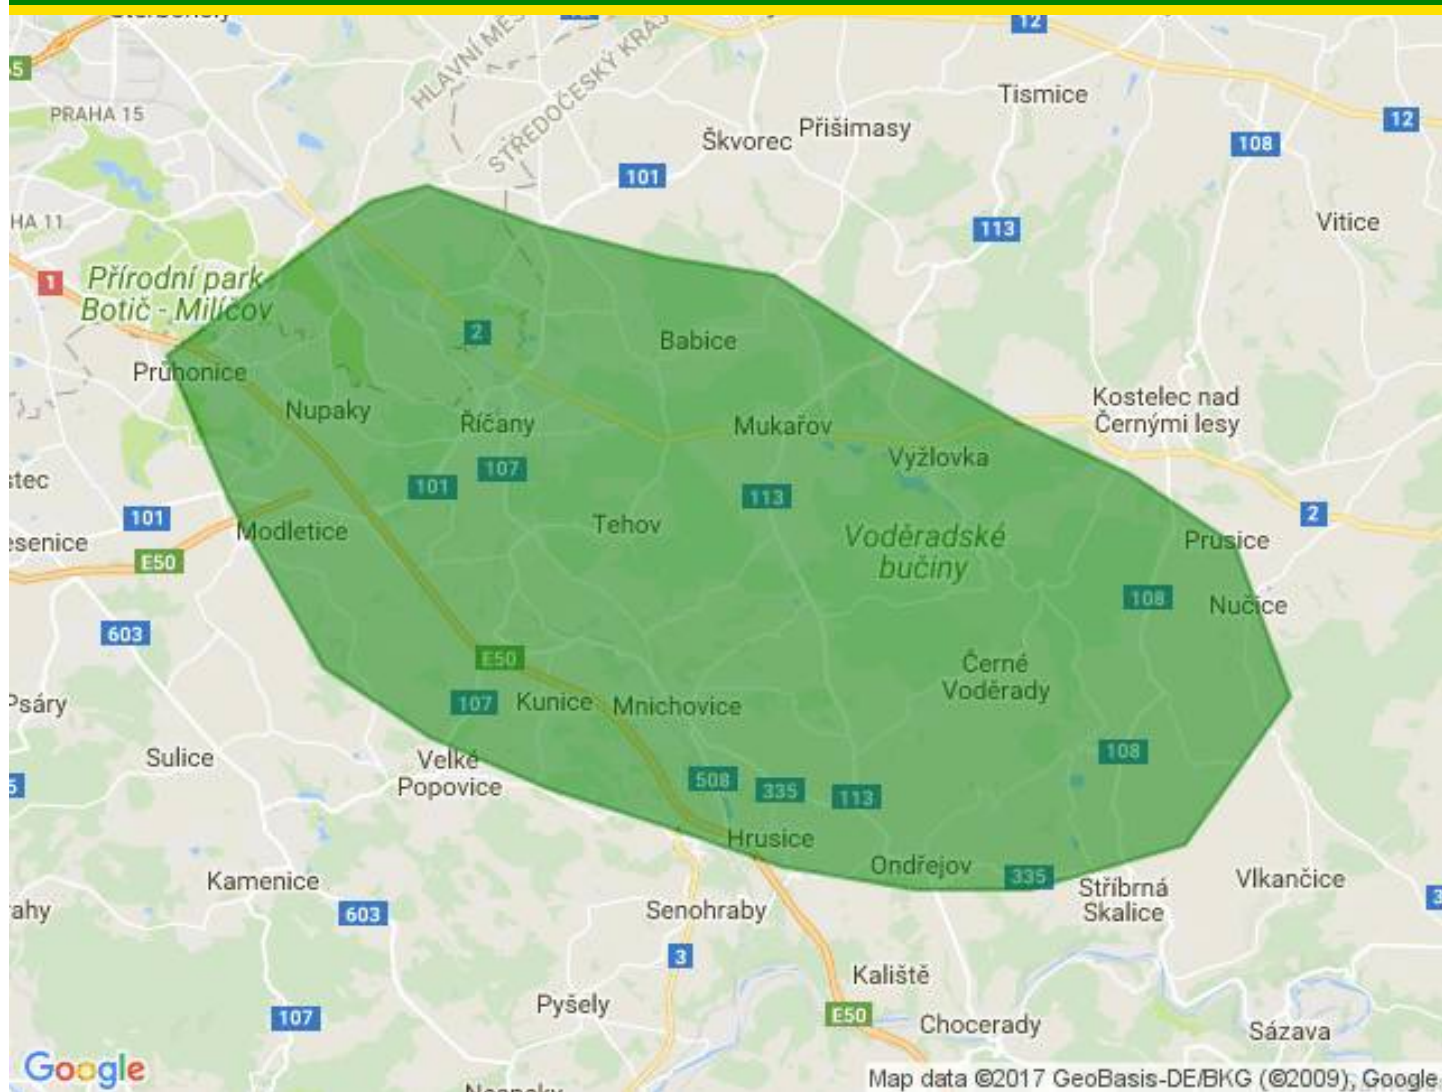 12
HLAVNÍ MĚS
STŘEDOČESKÝ KRAJ
Tismice
PRAHA 15
12
Škvorec
Přišimasy
108
101
HA 11
113
Vitice
1
Přírodní park
Botič - Milíčov
2
Babice
Průhonice
Nupaky
Říčany
Mukařov
Kostelec nad
Černými lesy
Vyžlovka
107
101
113
stec
101
2
Modletice
Tehov
Voděradské
bučiny
Prusice
esenice
E50
108
Nučice
603
E50
Černé
Voděrady
107
Kunice
Mnichovice
Psáry
Sulice
Velké
Popovice
108
508
335
113
Hrusice
Ondřejov
335
Stříbrná
Skalice
Vlkančice
Kamenice
603
Senohraby
3
Kaliště
Pyšely
E50
107
Chocerady
Sázava
Google
Map data ©2017 GeoBasis-DE/BKG (©2009), Google